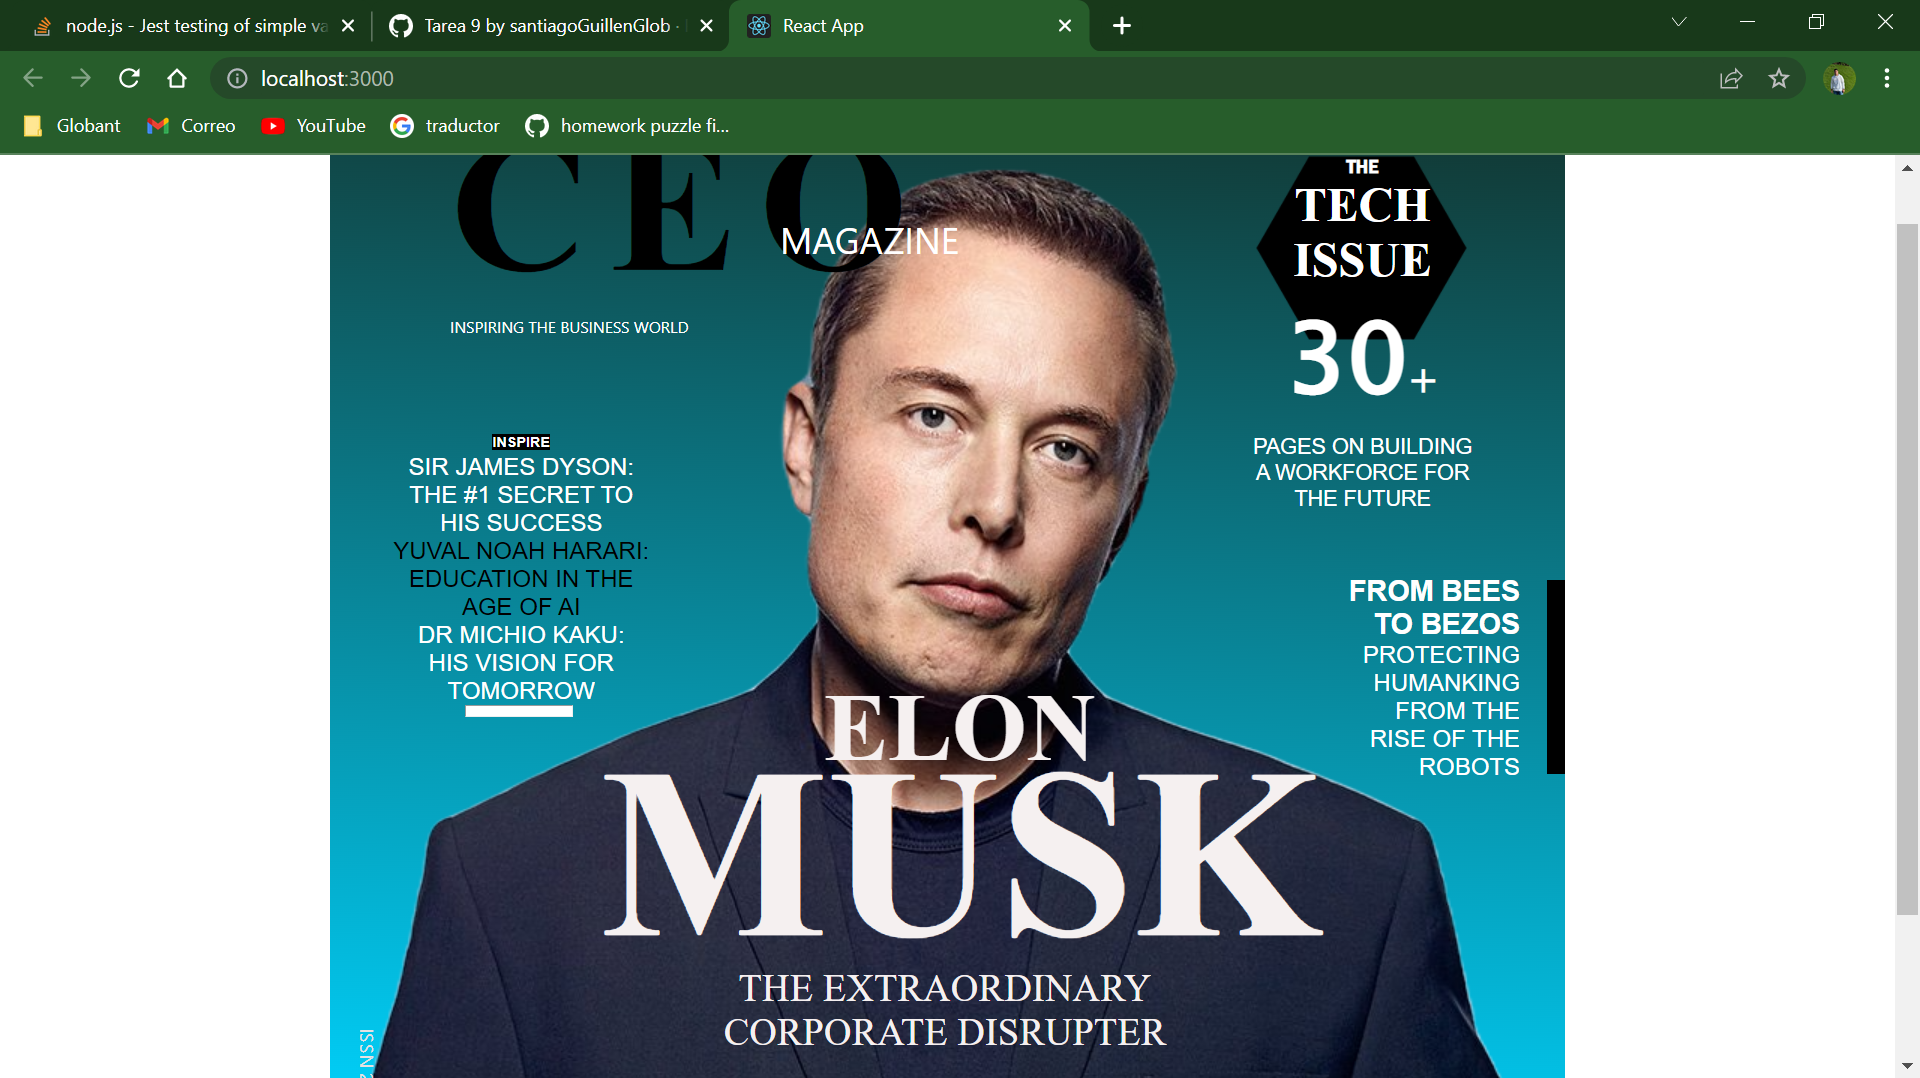 node.js - Jest testing of simple va
Tarea 9 by santiagoGuillenGlob ·
React App
localhost:3000
Globant
Correo
YouTube
traductor
homework puzzle fi...
CEO
MAGAZINE
INSPIRING THE BUSINESS WORLD
THE
TECH
ISSUE
30+
PAGES ON BUILDING
A WORKFORCE FOR
THE FUTURE
INSPIRE
SIR JAMES DYSON:
THE #1 SECRET TO
HIS SUCCESS
YUVAL NOAH HARARI:
EDUCATION IN THE
AGE OF AI
DR MICHIO KAKU:
HIS VISION FOR
TOMORROW
FROM BEES
TO BEZOS
PROTECTING
HUMANKING
FROM THE
RISE OF THE
ROBOTS
ELON
MUSK
THE EXTRAORDINARY
CORPORATE DISRUPTER
ISSN